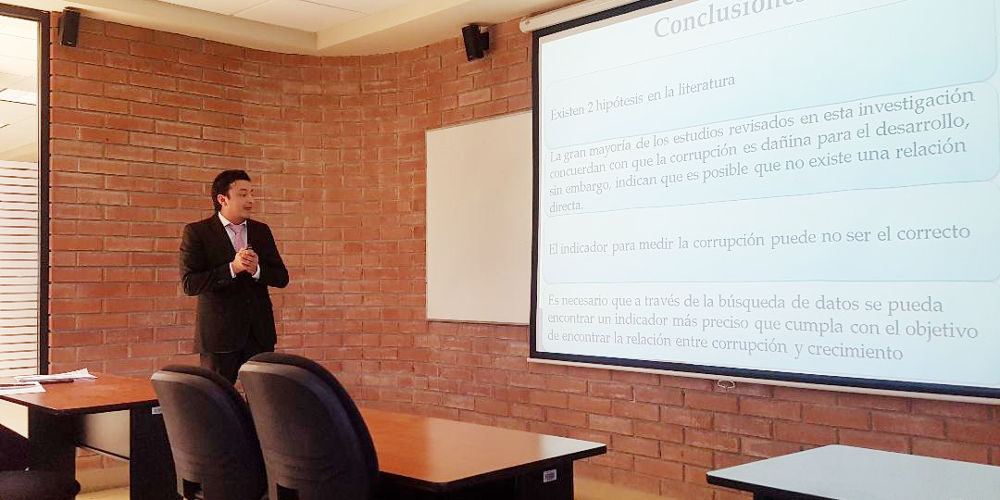 Conclusiones
Existen 2 hipótesis en la literatura
La gran mayoría de los estudios revisados en esta investigación
concuerdan con que la corrupción es dañina para el desarrollo,
sin embargo, indican que es posible que no existe una relación
directa.
El indicador para medir la corrupción puede no ser el correcto
Es necesario que a través de la búsqueda de datos se pueda
encontrar un indicador más preciso que cumpla con el objetivo
de encontrar la relación entre corrupción y crecimiento